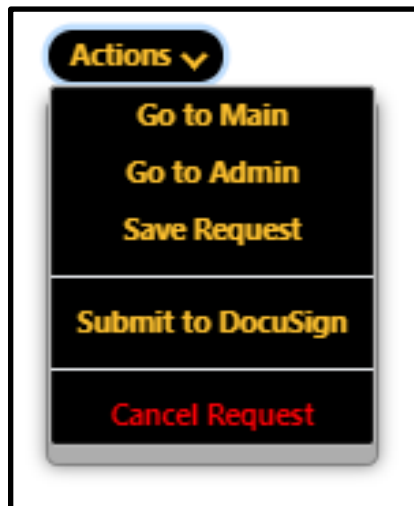 Actions
Go to Main
Go to Admin
Save Request
Submit to DocuSign
Cancel Request